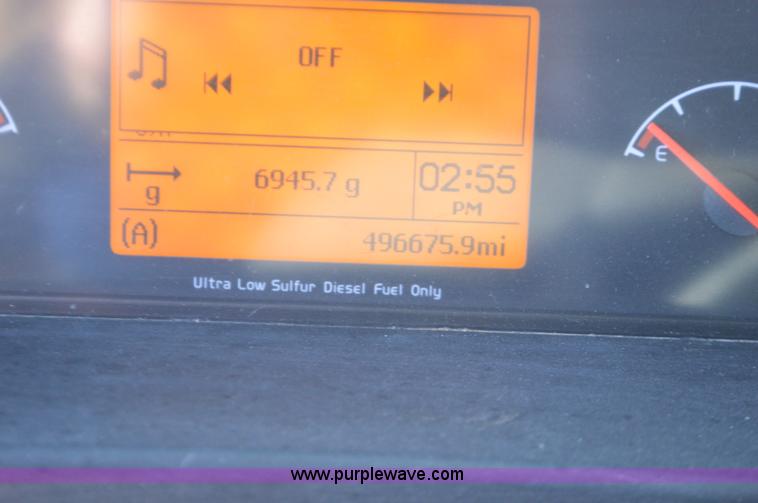 OFF
6945.7 g
02:55
g
PM
E
(A)
496675.9mi
Ultra Low Sulfur Diesel Fuel Only
www.purplewave.com